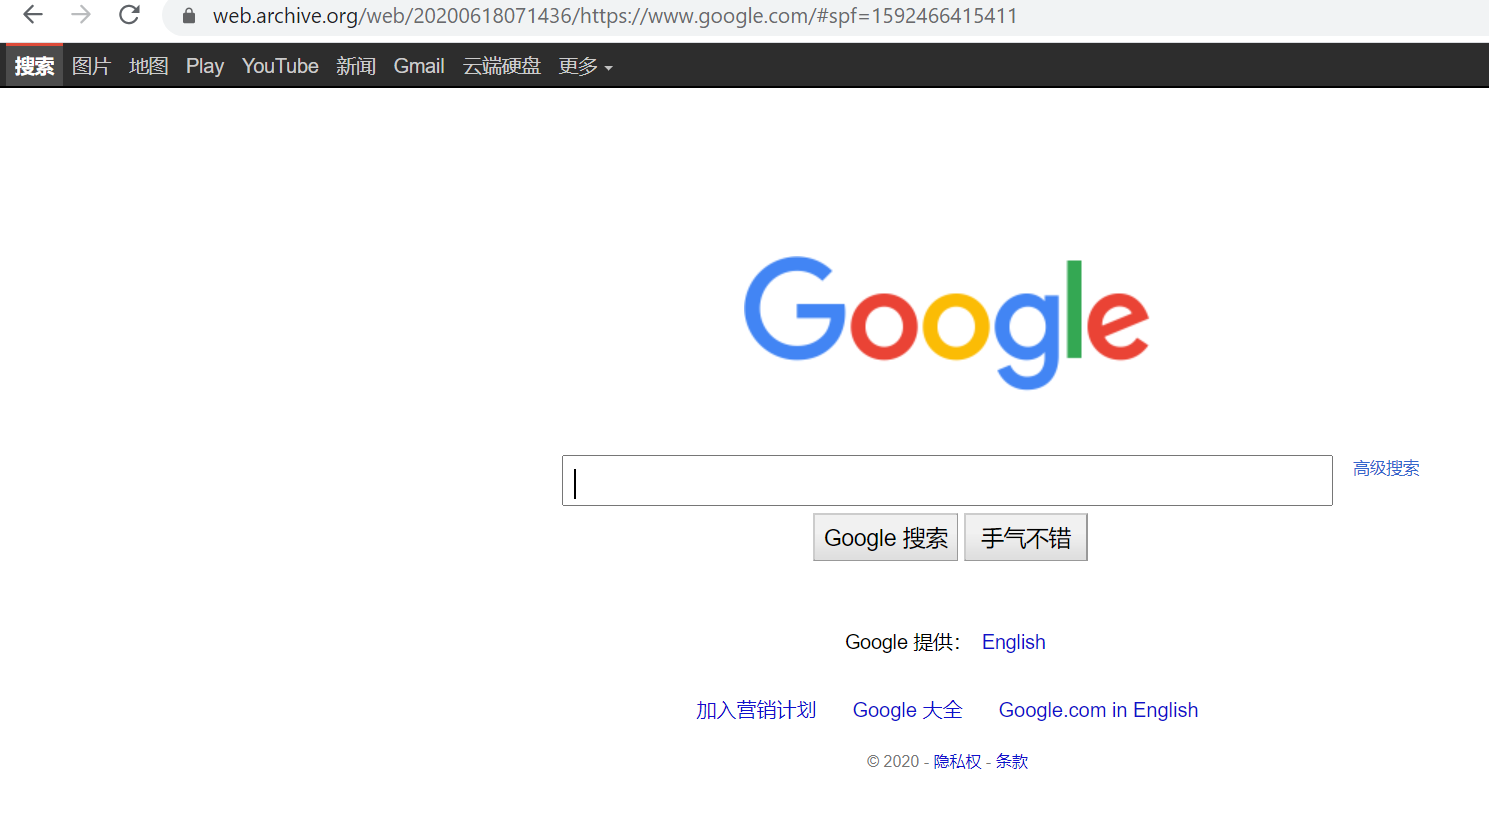 web.archive.org/web/20200618071436/https://www.google.com/#spf=1592466415411
搜索 图片 地图 Play YouTube 新闻 Gmail 云端硬盘 更多
Google
高级搜索
Google 搜索 手气不错
Google 提供： English
加入营销计划 Google 大全 Google.com in English
© 2020 - 隐私权 - 条款